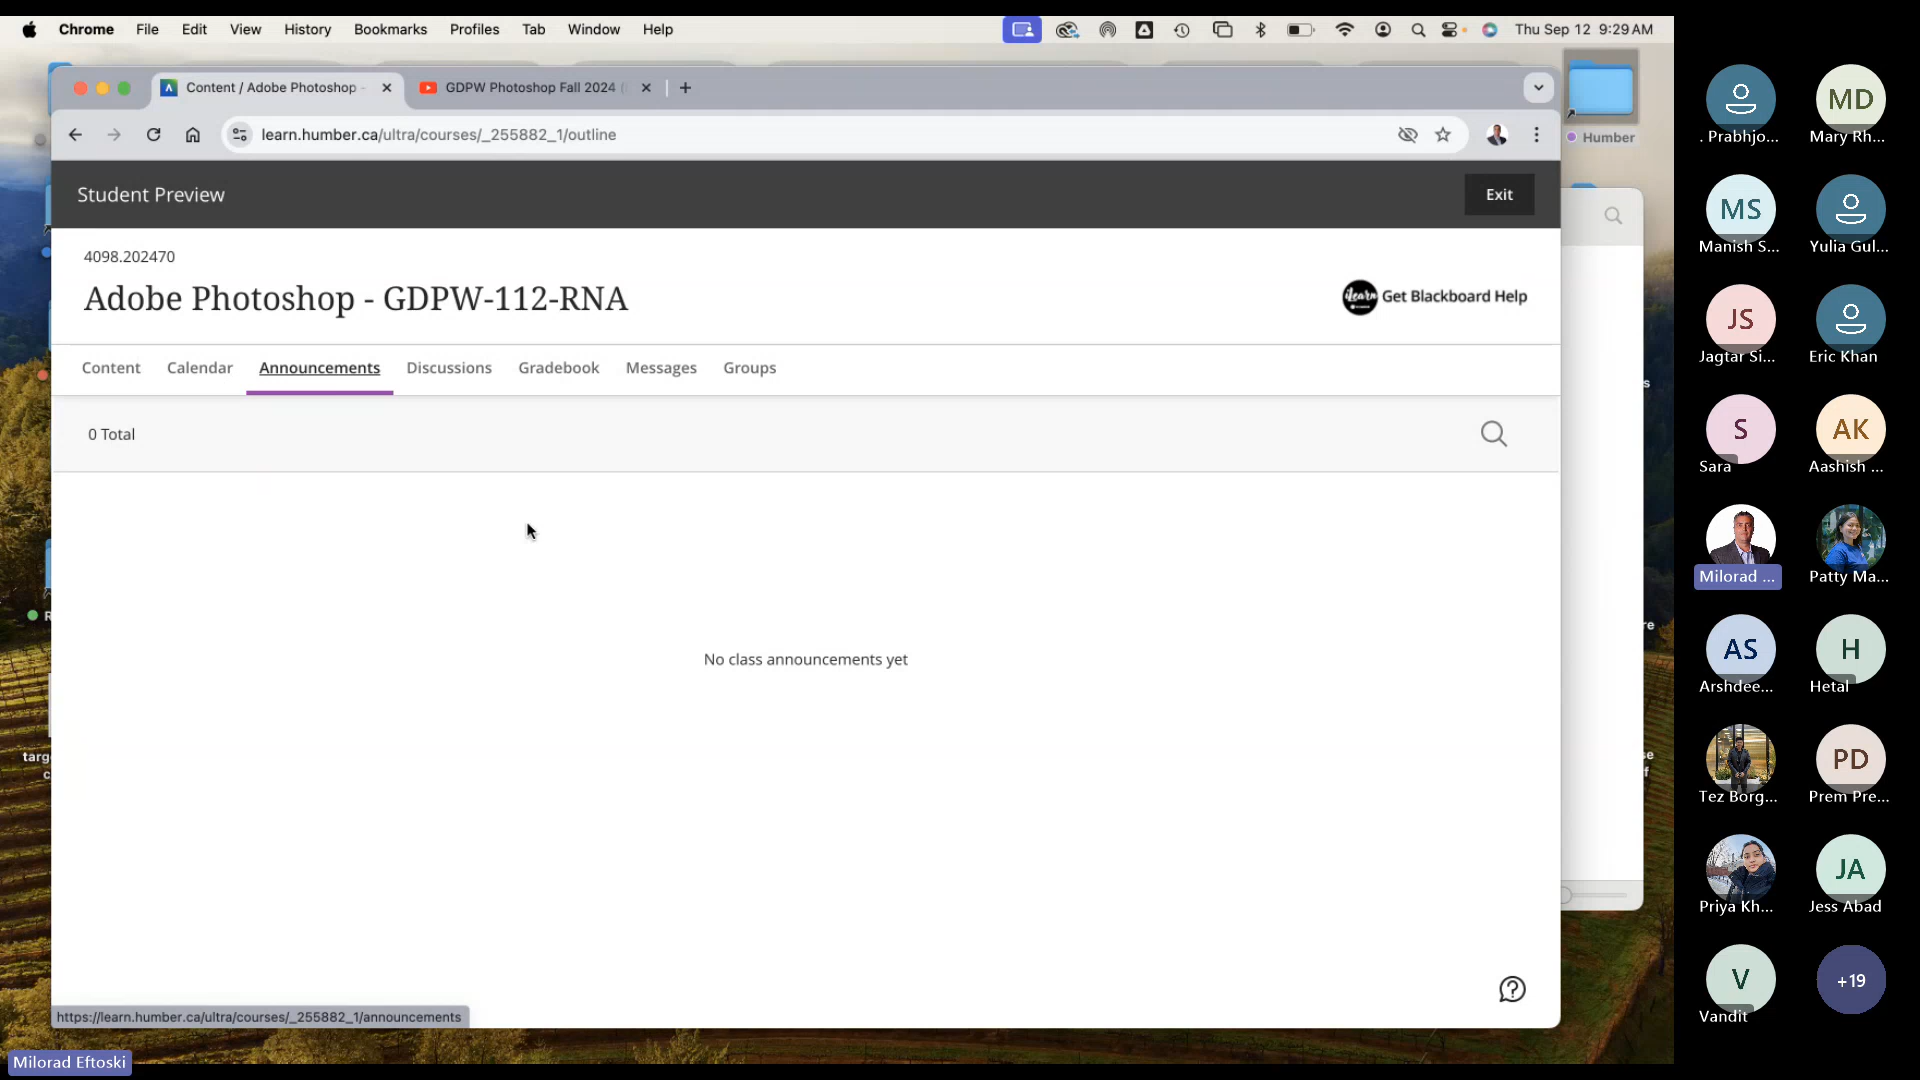 Chrome File Edit View History Bookmarks Profiles Tab Window Help
Thu Sep 12 9:29 AM
Content / Adobe Photoshop -
GDPW Photoshop Fall 2024 (
learn.humber.ca/ultra/courses/_255882_1/outline
Humber
Student Preview
Exit
4098.202470
Adobe Photoshop - GDPW-112-RNA
iLearn
Get Blackboard Help
Content Calendar Announcements Discussions Gradebook Messages Groups
0 Total
No class announcements yet
https://learn.humber.ca/ultra/courses/_255882_1/announcements
Milorad Eftoski
targ
. Prabhjo...
MD
Mary Rh...
MS
Manish S...
Yulia Gul...
JS
Jagtar Si...
Eric Khan
S
Sara
AK
Aashish ...
Milorad ...
Patty Ma...
AS
Arshdee...
H
Hetal
Tez Borg...
PD
Prem Pre...
Priya Kh...
JA
Jess Abad
V
Vandit
+19